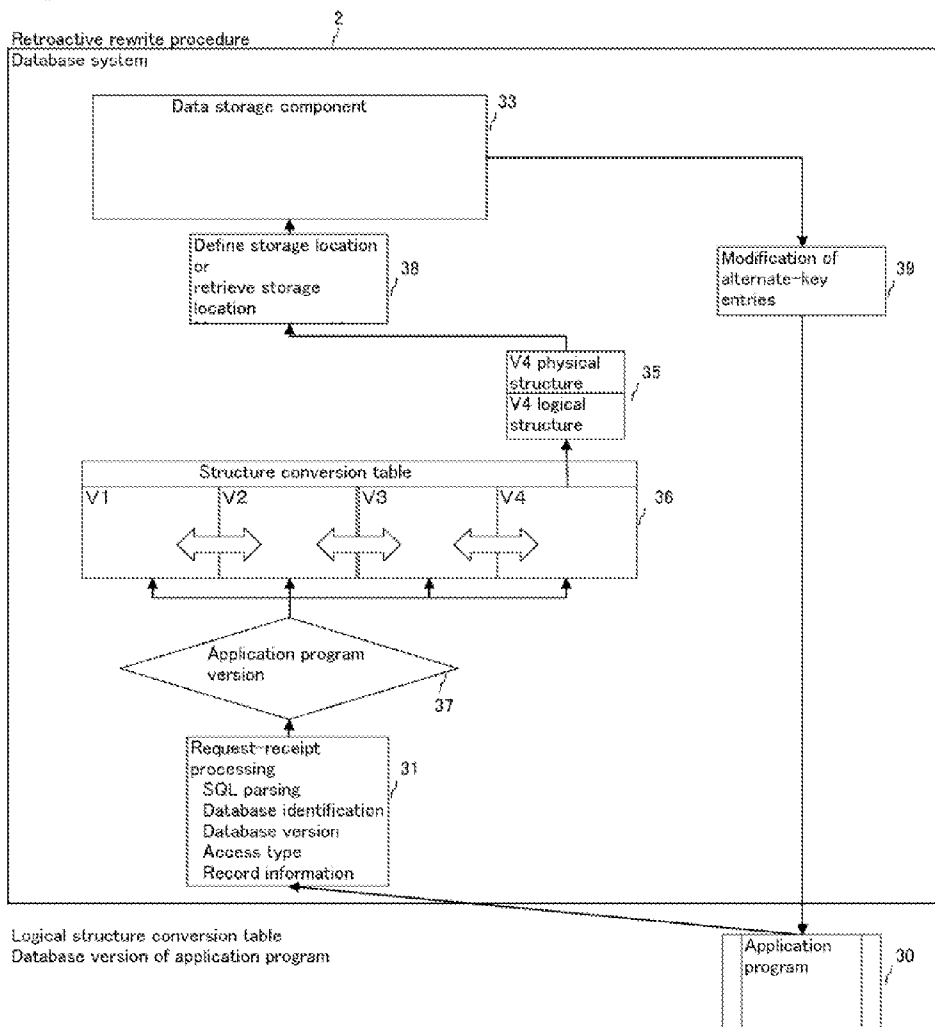 2
Retroactive rewrite procedure
Database system
Data storage component
33
Define storage location
or
retrieve storage
location
38
Modification of
alternate-key
entries
39
V4 physical
structure
V4 logical
structure
35
Structure conversion table
V1
V2
V3
V4
36
Application program
version
37
Request-receipt
processing
SQL parsing
Database identification
Database version
Access type
Record information
31
Logical structure conversion table
Database version of application program
Application
program
30